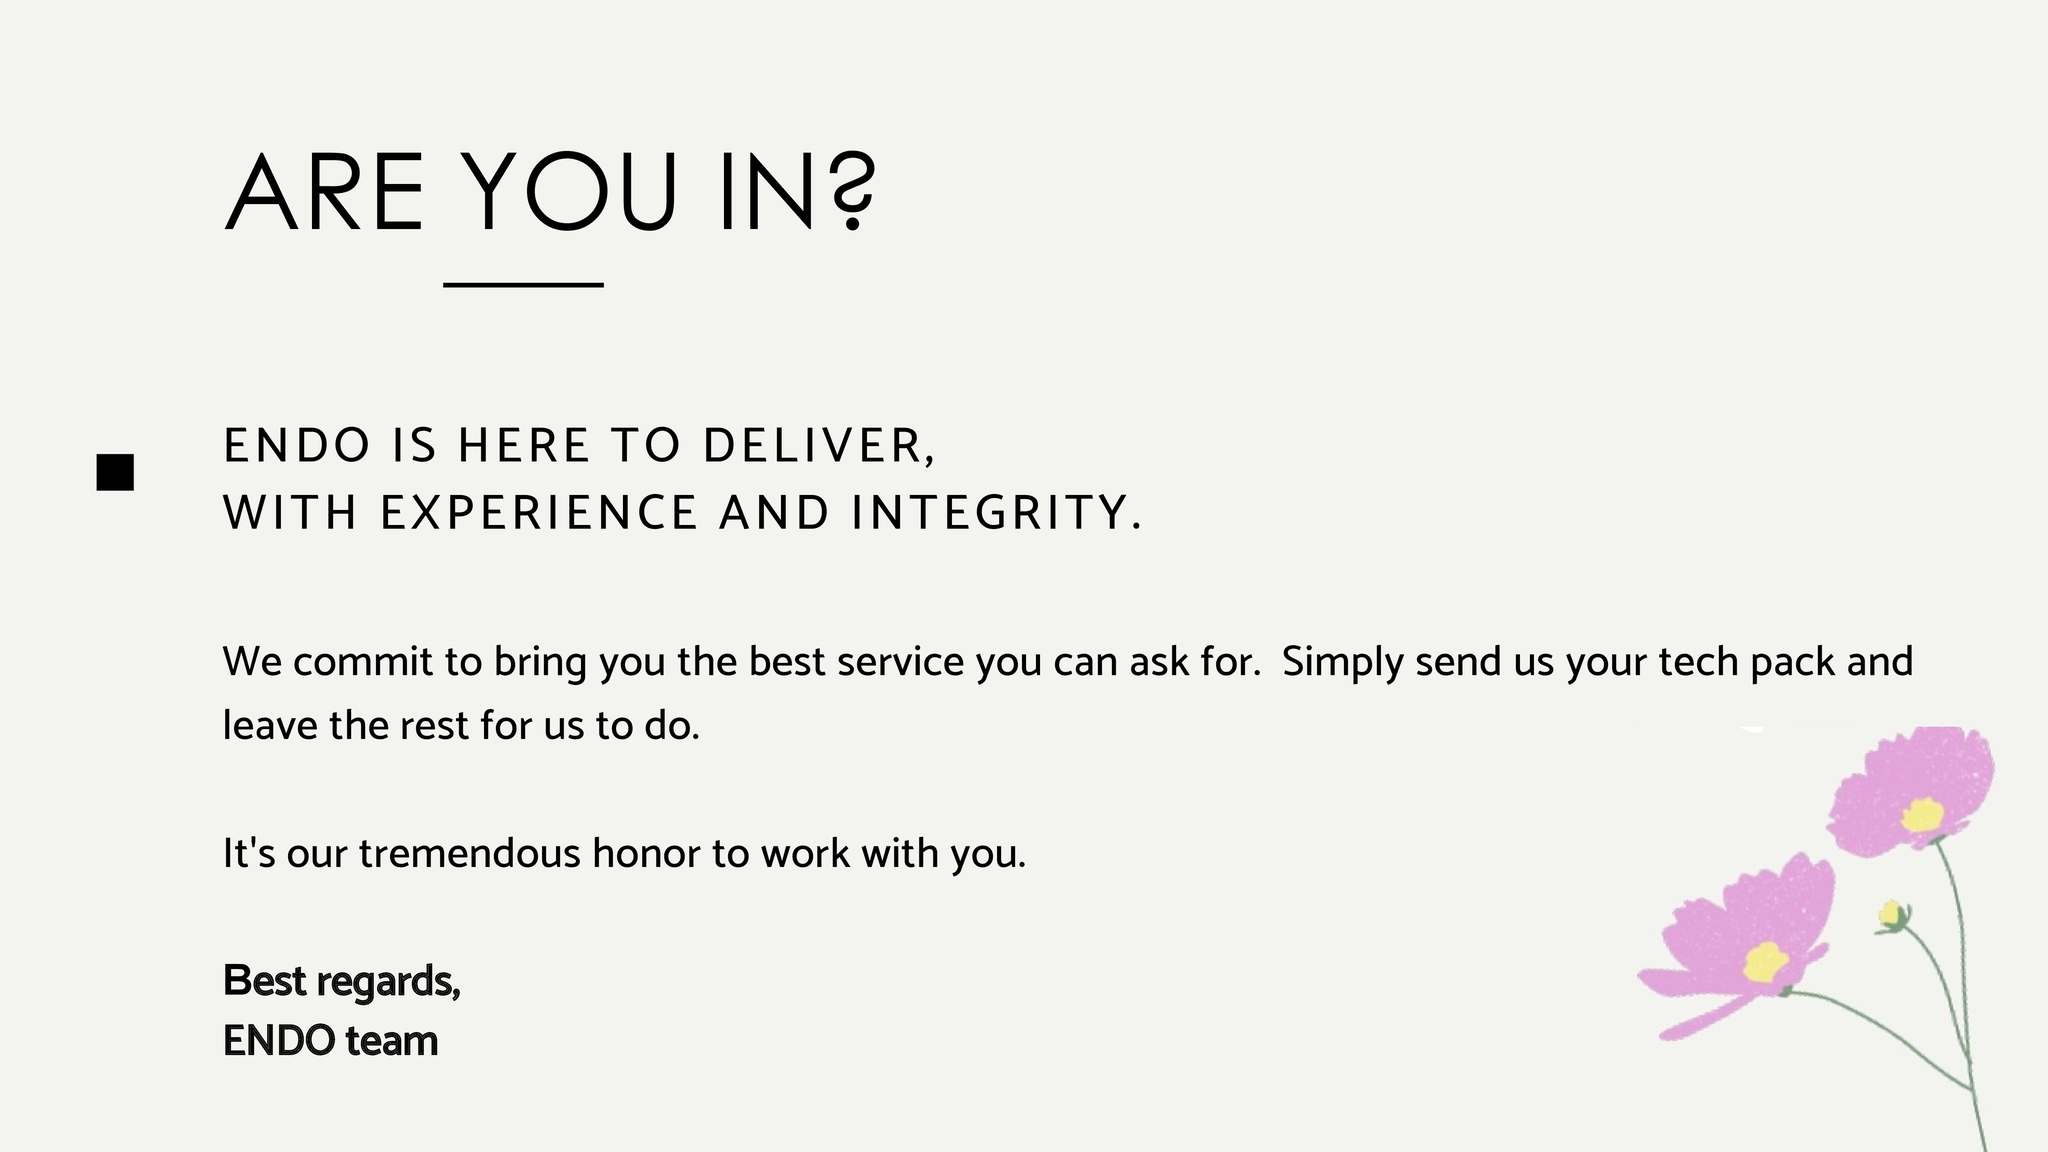 ARE YOU IN?
ENDO IS HERE TO DELIVER,
WITH EXPERIENCE AND INTEGRITY.
We commit to bring you the best service you can ask for.  Simply send us your tech pack and
leave the rest for us to do.
It's our tremendous honor to work with you.
Best regards,
ENDO team